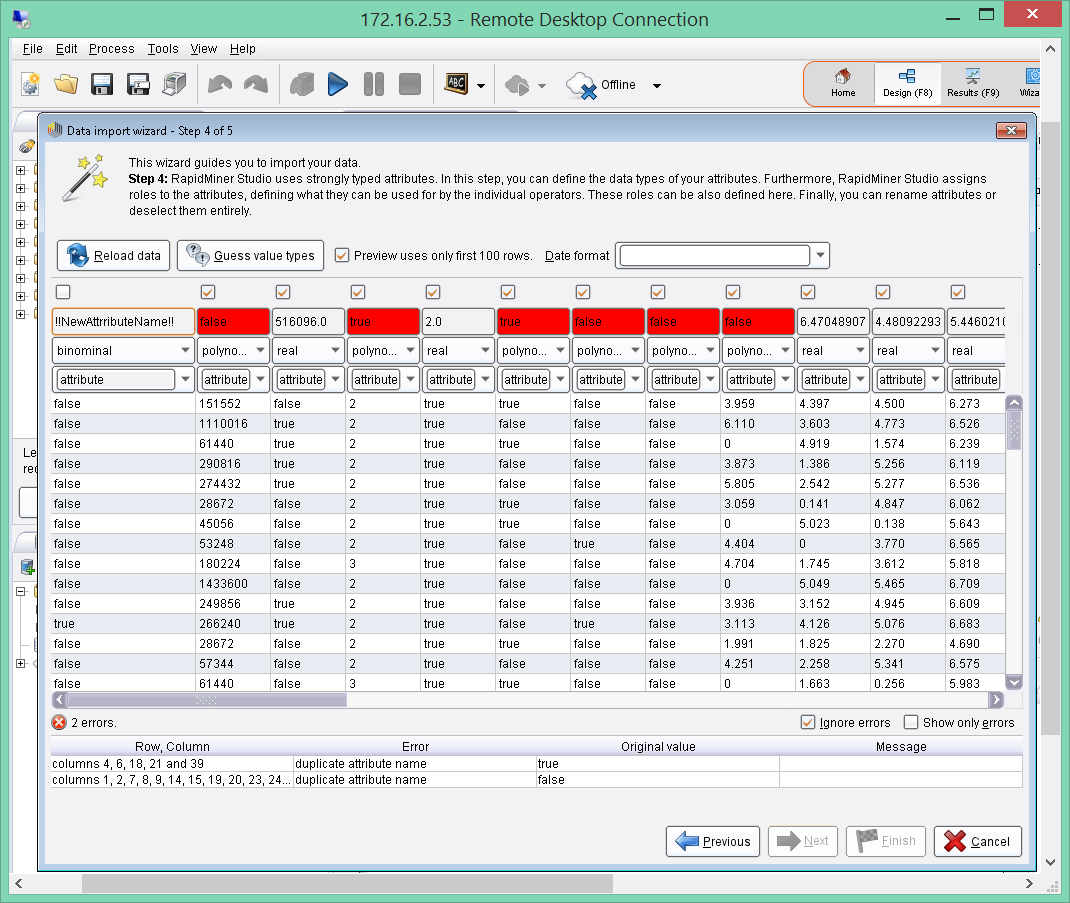 172.16.2.53 - Remote Desktop Connection
File Edit Process Tools View Help
ABC Offline Home Design (F8) Results (F9) Wiza
Data import wizard - Step 4 of 5
This wizard guides you to import your data.
Step 4: RapidMiner Studio uses strongly typed attributes. In this step, you can define the data types of your attributes. Furthermore, RapidMiner Studio assigns
roles to the attributes, defining what they can be used for by the individual operators. These roles can be also defined here. Finally, you can rename attributes or
deselect them entirely.
Reload data Guess value types Preview uses only first 100 rows. Date format
!!NewAttrributeName!! false 516096.0 true 2.0 true false false false 6.47048907 4.48092293 5.4460210
binominal polyno... real polyno... real polyno... polyno... polyno... polyno... real real real
attribute attribute attribute attribute attribute attribute attribute attribute attribute attribute attribute attribute
false 151552 false 2 true true false false 3.959 4.397 4.500 6.273
false 1110016 true 2 true false false false 6.110 3.603 4.773 6.526
false 61440 true 2 true true false false 0 4.919 1.574 6.239
false 290816 true 2 true false false false 3.873 1.386 5.256 6.119
false 274432 true 2 true false false false 5.805 2.542 5.277 6.536
false 28672 false 2 true true false false 3.059 0.141 4.847 6.062
false 45056 false 2 true true false false 0 5.023 0.138 5.643
false 53248 false 2 true false true false 4.404 0 3.770 6.565
false 180224 false 3 true false false false 4.704 1.745 3.612 5.818
false 1433600 false 2 true false false false 0 5.049 5.465 6.709
false 249856 true 2 true false false false 3.936 3.152 4.945 6.609
true 266240 true 2 true false true false 3.113 4.126 5.076 6.683
false 28672 false 2 true true false false 1.991 1.825 2.270 4.690
false 57344 false 2 true false false false 4.251 2.258 5.341 6.575
false 61440 false 3 true true false false 0 1.663 0.256 5.983
Le
rec
2 errors. Ignore errors Show only errors
Row, Column Error Original value Message
columns 4, 6, 18, 21 and 39 duplicate attribute name true
columns 1, 2, 7, 8, 9, 14, 15, 19, 20, 23, 24... duplicate attribute name false
Previous Next Finish Cancel